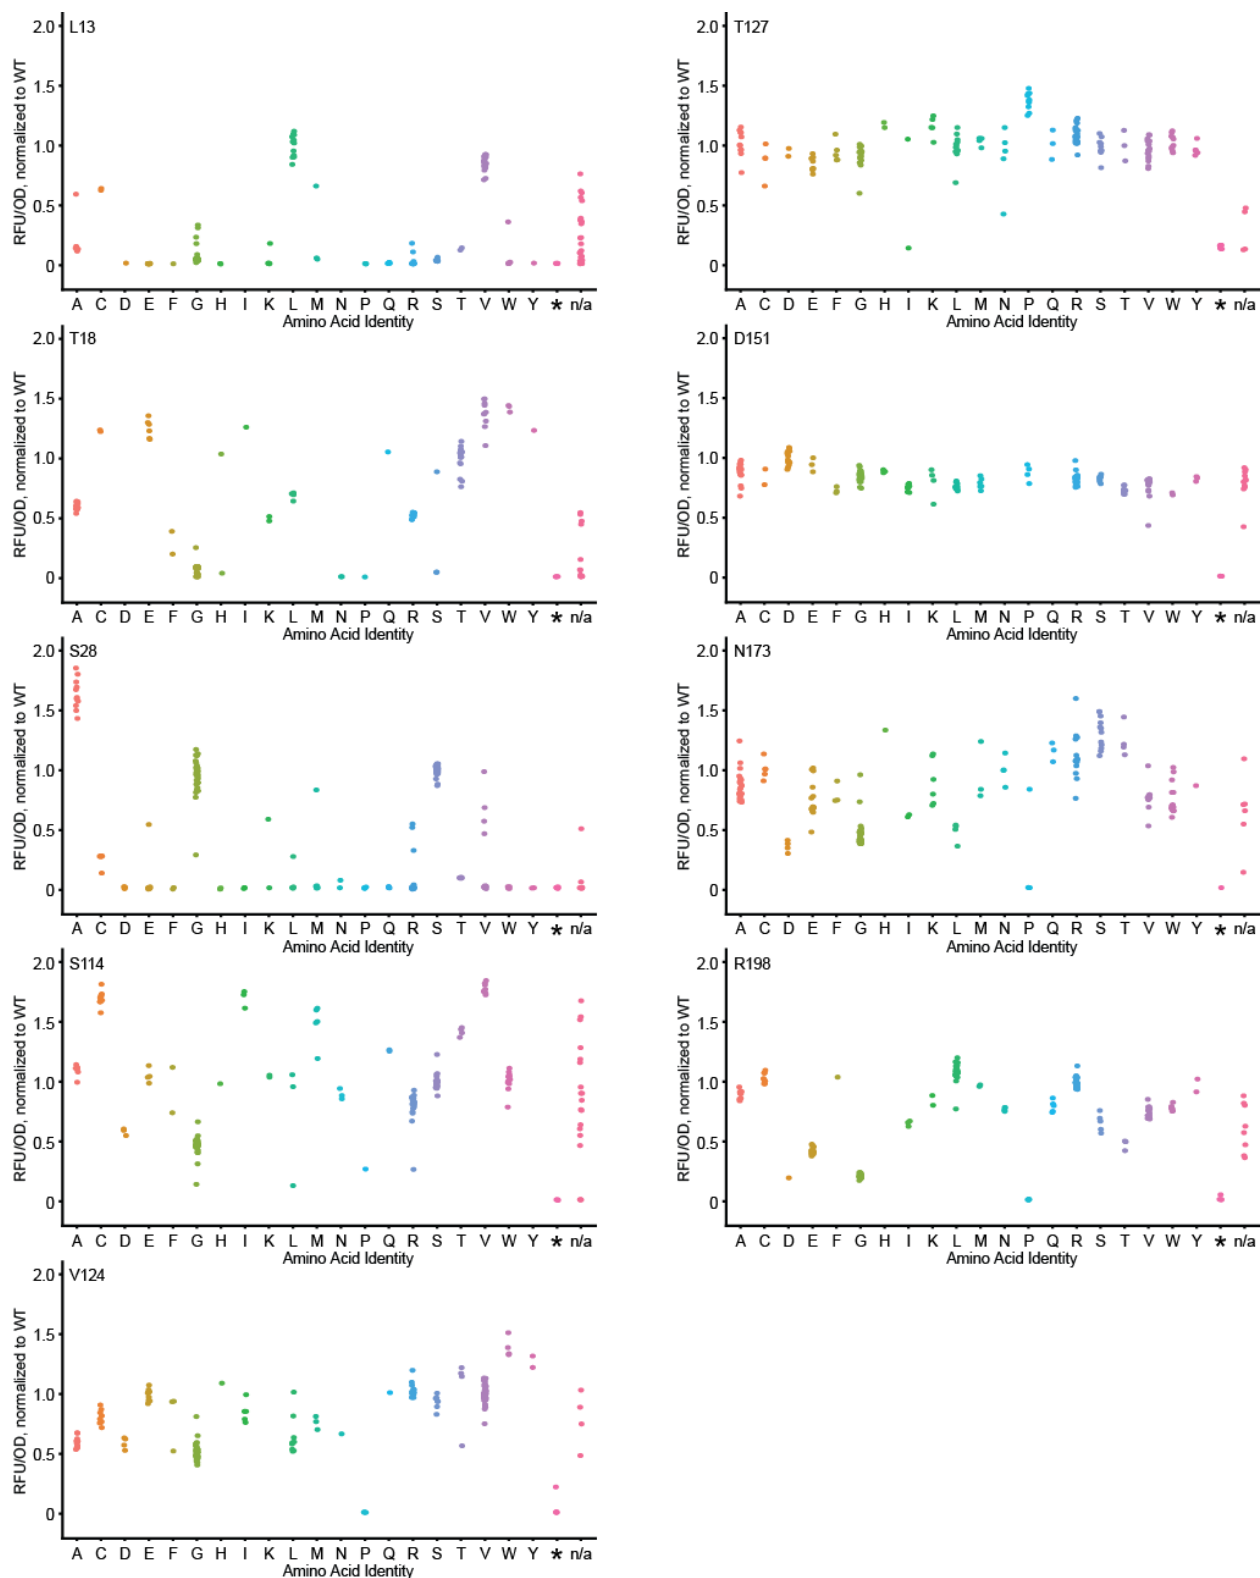 L13
RFU/OD, normalized to WT
2.0
1.5
1.0
0.5
0
A C D E F G H I K L M N P Q R S T V W Y * n/a
Amino Acid Identity
T127
RFU/OD, normalized to WT
2.0
1.5
1.0
0.5
0
A C D E F G H I K L M N P Q R S T V W Y * n/a
Amino Acid Identity
T18
RFU/OD, normalized to WT
2.0
1.5
1.0
0.5
0
A C D E F G H I K L M N P Q R S T V W Y * n/a
Amino Acid Identity
D151
RFU/OD, normalized to WT
2.0
1.5
1.0
0.5
0
A C D E F G H I K L M N P Q R S T V W Y * n/a
Amino Acid Identity
S28
RFU/OD, normalized to WT
2.0
1.5
1.0
0.5
0
A C D E F G H I K L M N P Q R S T V W Y * n/a
Amino Acid Identity
N173
RFU/OD, normalized to WT
2.0
1.5
1.0
0.5
0
A C D E F G H I K L M N P Q R S T V W Y * n/a
Amino Acid Identity
S114
RFU/OD, normalized to WT
2.0
1.5
1.0
0.5
0
A C D E F G H I K L M N P Q R S T V W Y * n/a
Amino Acid Identity
R198
RFU/OD, normalized to WT
2.0
1.5
1.0
0.5
0
A C D E F G H I K L M N P Q R S T V W Y * n/a
Amino Acid Identity
V124
RFU/OD, normalized to WT
2.0
1.5
1.0
0.5
0
A C D E F G H I K L M N P Q R S T V W Y * n/a
Amino Acid Identity